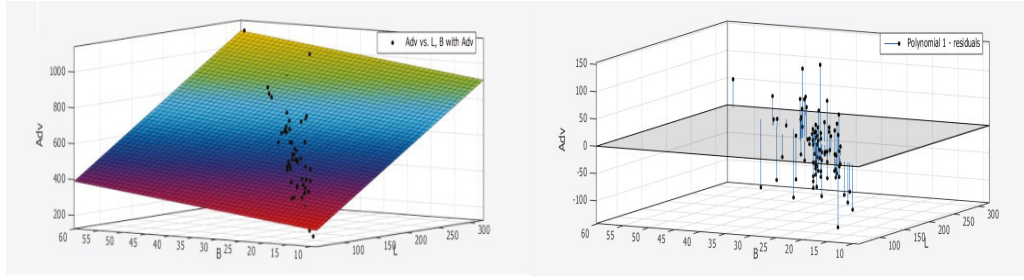 Adv vs. L, B with Adv
1000
800
600
400
200
Adv
60 55 50 45 40 35 30 25 20 15 10
B
100 150 200 250 300
L
Polynomial 1 - residuals
150
100
50
0
-50
-100
Adv
60 55 50 45 40 35 30 25 20 15 10
B
100 150 200 250 300
L